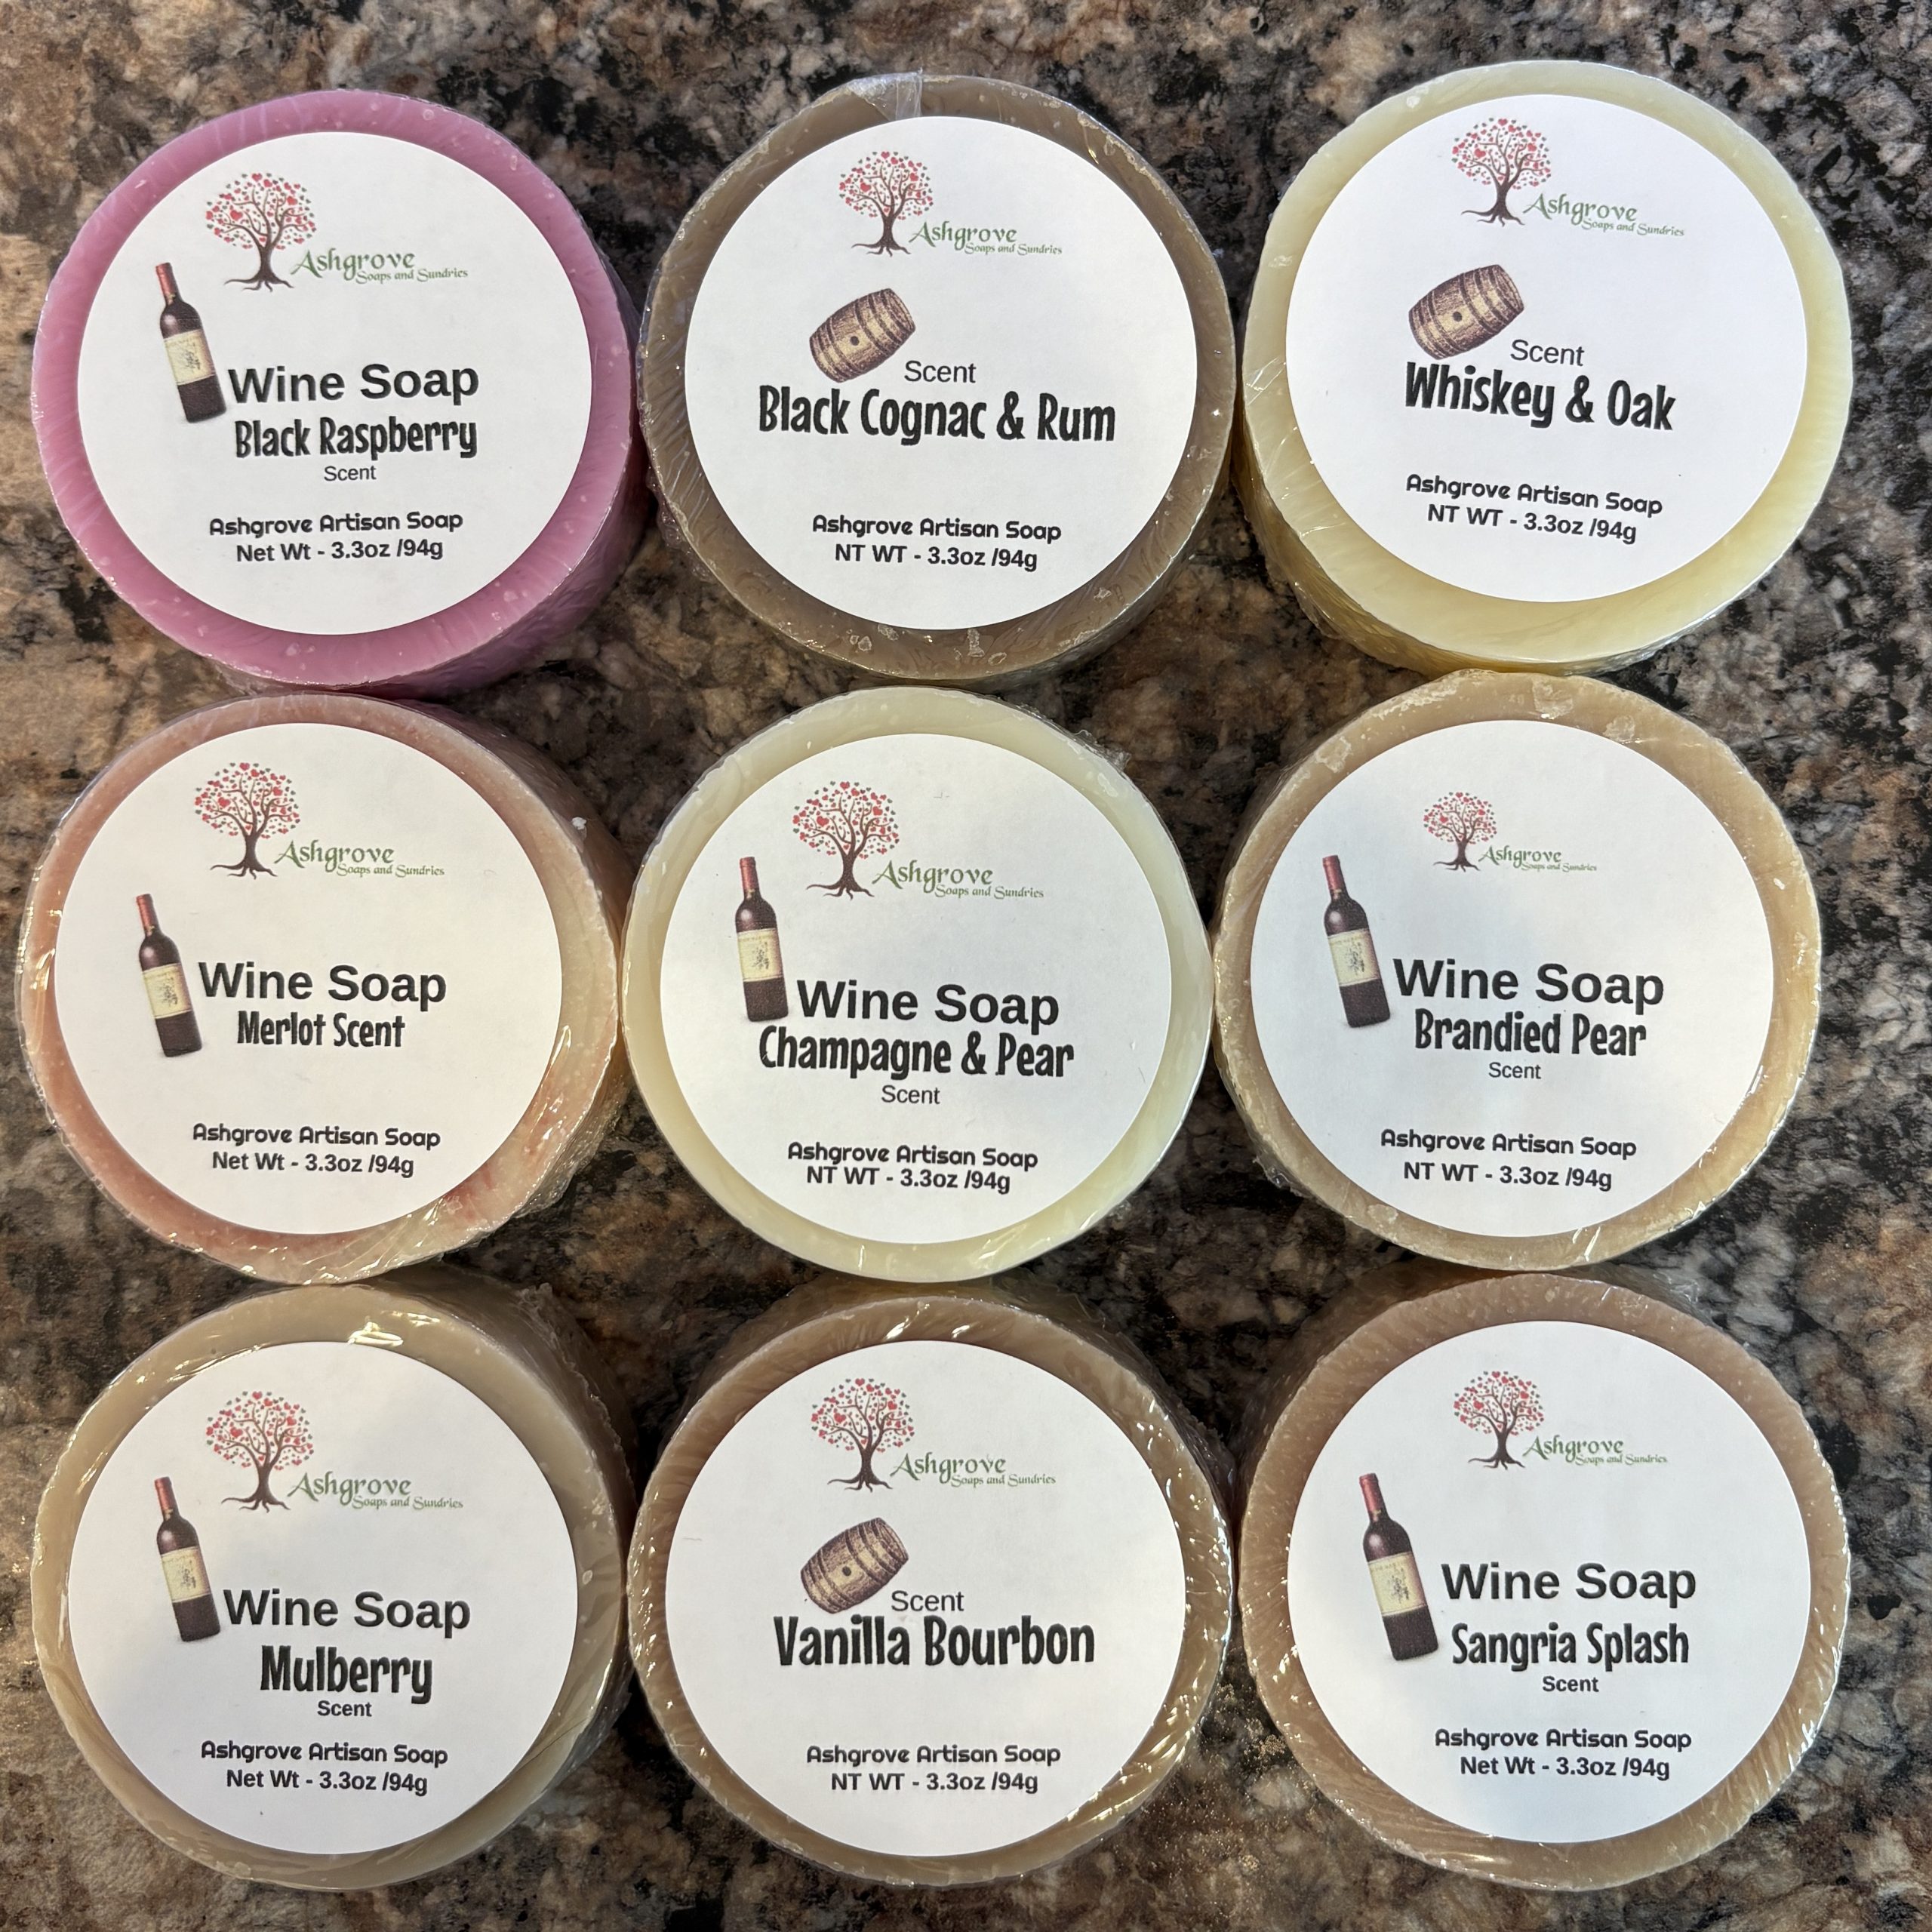 Ashgrove
Soaps and Sundries
Wine Soap
Black Raspberry
Scent
Ashgrove Artisan Soap
Net Wt - 3.3oz /94g
Ashgrove
Soaps and Sundries
Scent
Black Cognac & Rum
Ashgrove Artisan Soap
NT WT - 3.3oz /94g
Ashgrove
Soaps and Sundries
Scent
Whiskey & Oak
Ashgrove Artisan Soap
NT WT - 3.3oz /94g
Ashgrove
Soaps and Sundries
Wine Soap
Merlot Scent
Ashgrove Artisan Soap
Net Wt - 3.3oz /94g
Ashgrove
Soaps and Sundries
Wine Soap
Champagne & Pear
Scent
Ashgrove Artisan Soap
NT WT - 3.3oz /94g
Ashgrove
Soaps and Sundries
Wine Soap
Brandied Pear
Scent
Ashgrove Artisan Soap
NT WT - 3.3oz /94g
Ashgrove
Soaps and Sundries
Wine Soap
Mulberry
Scent
Ashgrove Artisan Soap
Net Wt - 3.3oz /94g
Ashgrove
Soaps and Sundries
Scent
Vanilla Bourbon
Ashgrove Artisan Soap
NT WT - 3.3oz /94g
Ashgrove
Soaps and Sundries
Wine Soap
Sangria Splash
Scent
Ashgrove Artisan Soap
Net Wt - 3.3oz /94g